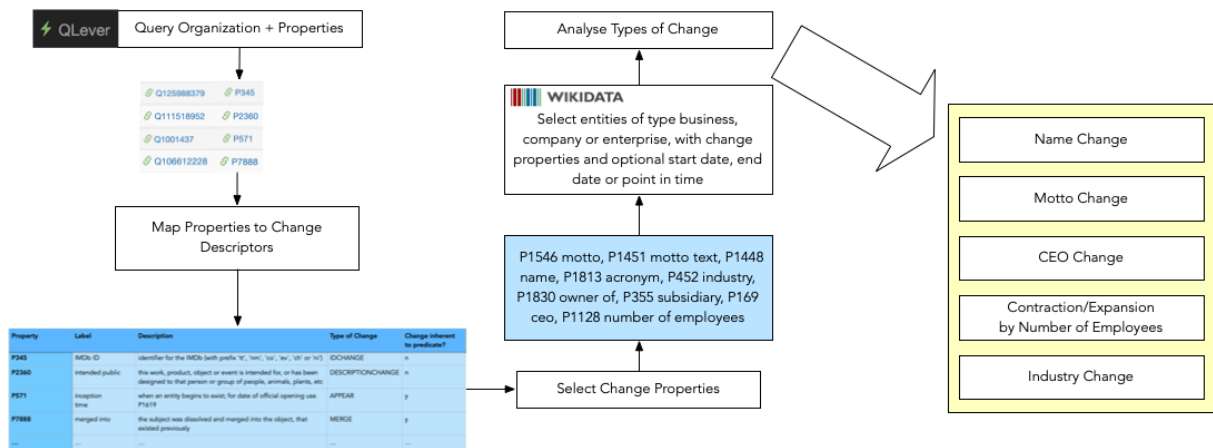 QLever
Query Organization + Properties
Q125988379 P345
Q111518952 P2360
Q1001437 P571
Q106612228 P7888
Map Properties to Change
Descriptors
Property Label Description Type of Change Change inherent
to predicate?
P345 IMDb ID identifier for the IMDb (with prefix 'tt', 'nm', 'co', 'ev', 'ch' or 'ni') IDCHANGE n
P2360 intended public this work, product, object or event is intended for, or has been DESCRIPTIONCHANGE n
designed to that person or group of people, animals, plants, etc
P571 inception when an entity begins to exist; for date of official opening use APPEAR y
time P1619
P7888 merged into the subject was dissolved and merged into the object, that MERGE y
existed previously
... ... ... ... ...
Select Change Properties
P1546 motto, P1451 motto text, P1448
name, P1813 acronym, P452 industry,
P1830 owner of, P355 subsidiary, P169
ceo, P1128 number of employees
WIKIDATA
Select entities of type business,
company or enterprise, with change
properties and optional start date, end
date or point in time
Analyse Types of Change
Name Change
Motto Change
CEO Change
Contraction/Expansion
by Number of Employees
Industry Change